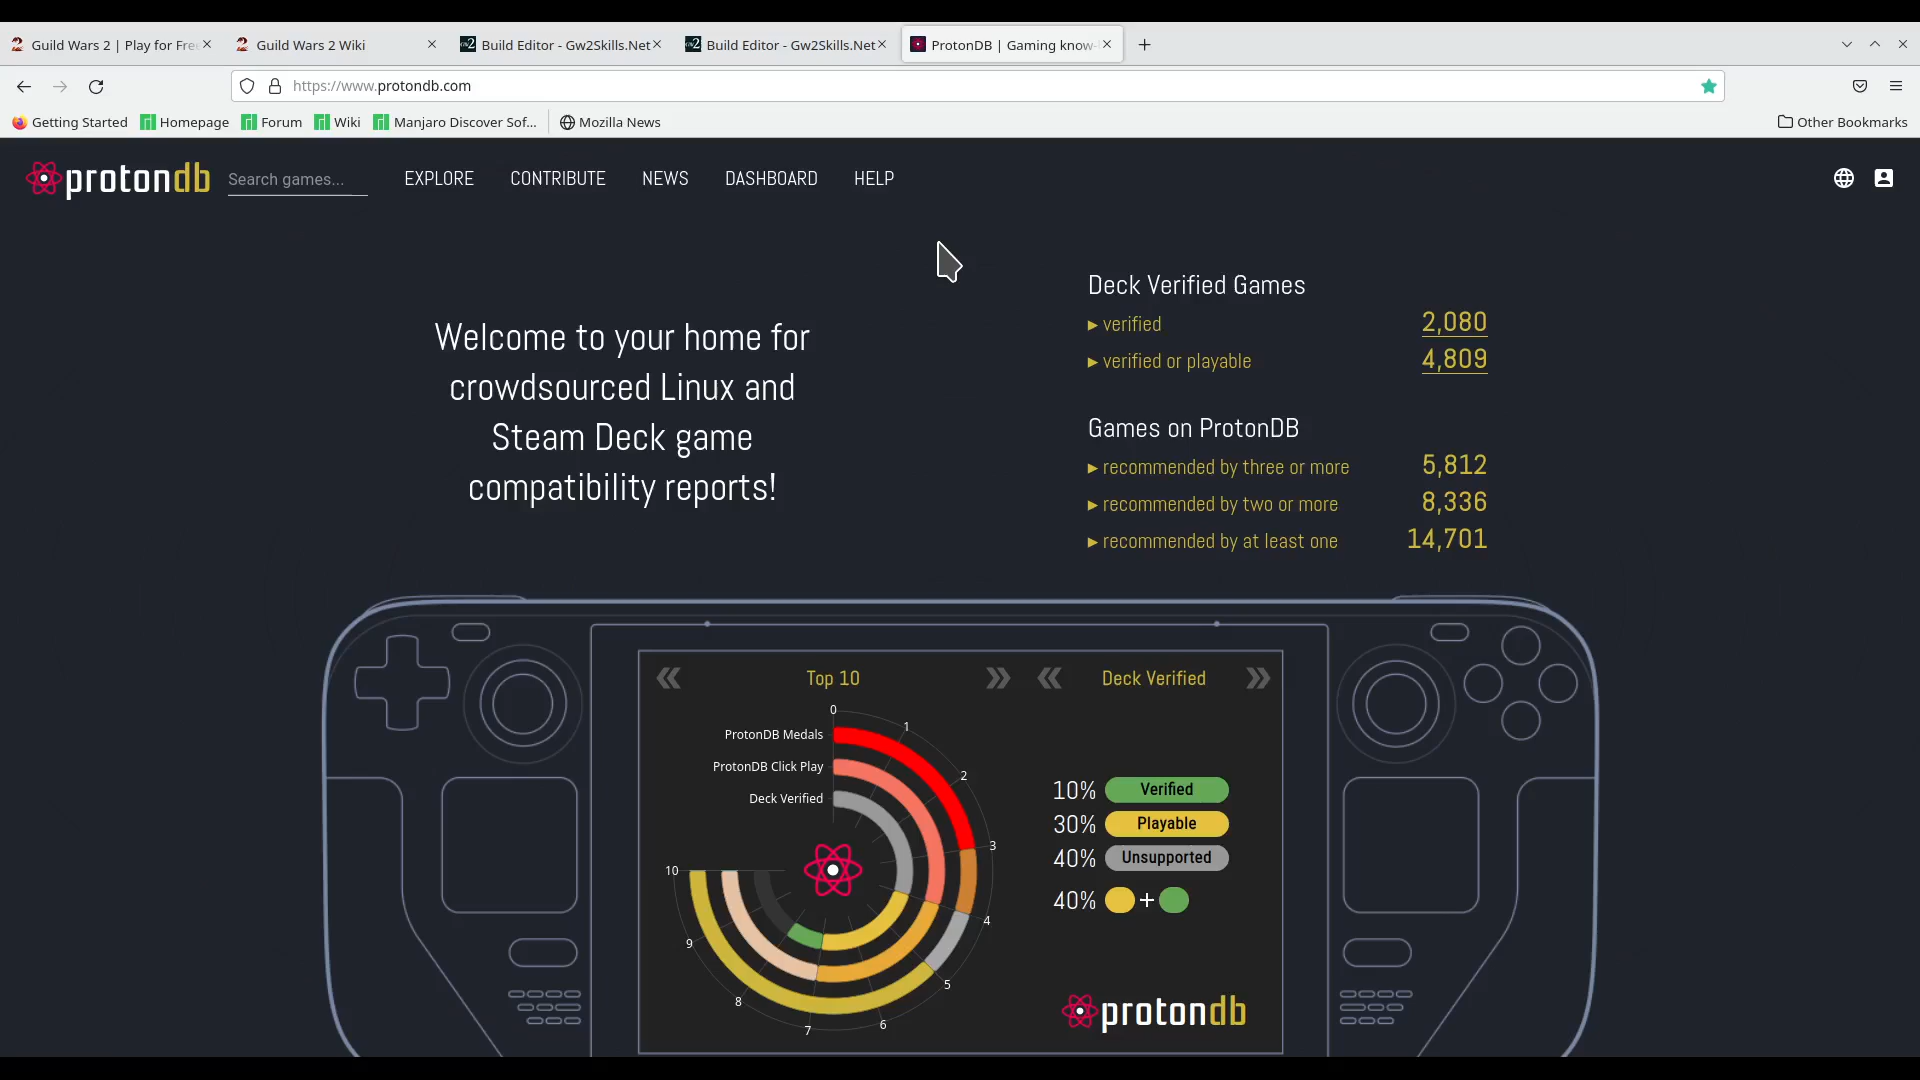 Guild Wars 2 | Play for Fre
Guild Wars 2 Wiki
Build Editor - Gw2Skills.Net
Build Editor - Gw2Skills.Net
ProtonDB | Gaming know-
https://www.protondb.com
Getting Started
Homepage
Forum
Wiki
Manjaro Discover Sof...
Mozilla News
Other Bookmarks
protondb
Search games...
EXPLORE
CONTRIBUTE
NEWS
DASHBOARD
HELP
Welcome to your home for
crowdsourced Linux and
Steam Deck game
compatibility reports!
Deck Verified Games
▸ verified 2,080
▸ verified or playable 4,809
Games on ProtonDB
▸ recommended by three or more 5,812
▸ recommended by two or more 8,336
▸ recommended by at least one 14,701
Top 10
ProtonDB Medals
ProtonDB Click Play
Deck Verified
0
1
2
3
4
5
6
7
8
9
10
Deck Verified
10% Verified
30% Playable
40% Unsupported
40% +
protondb